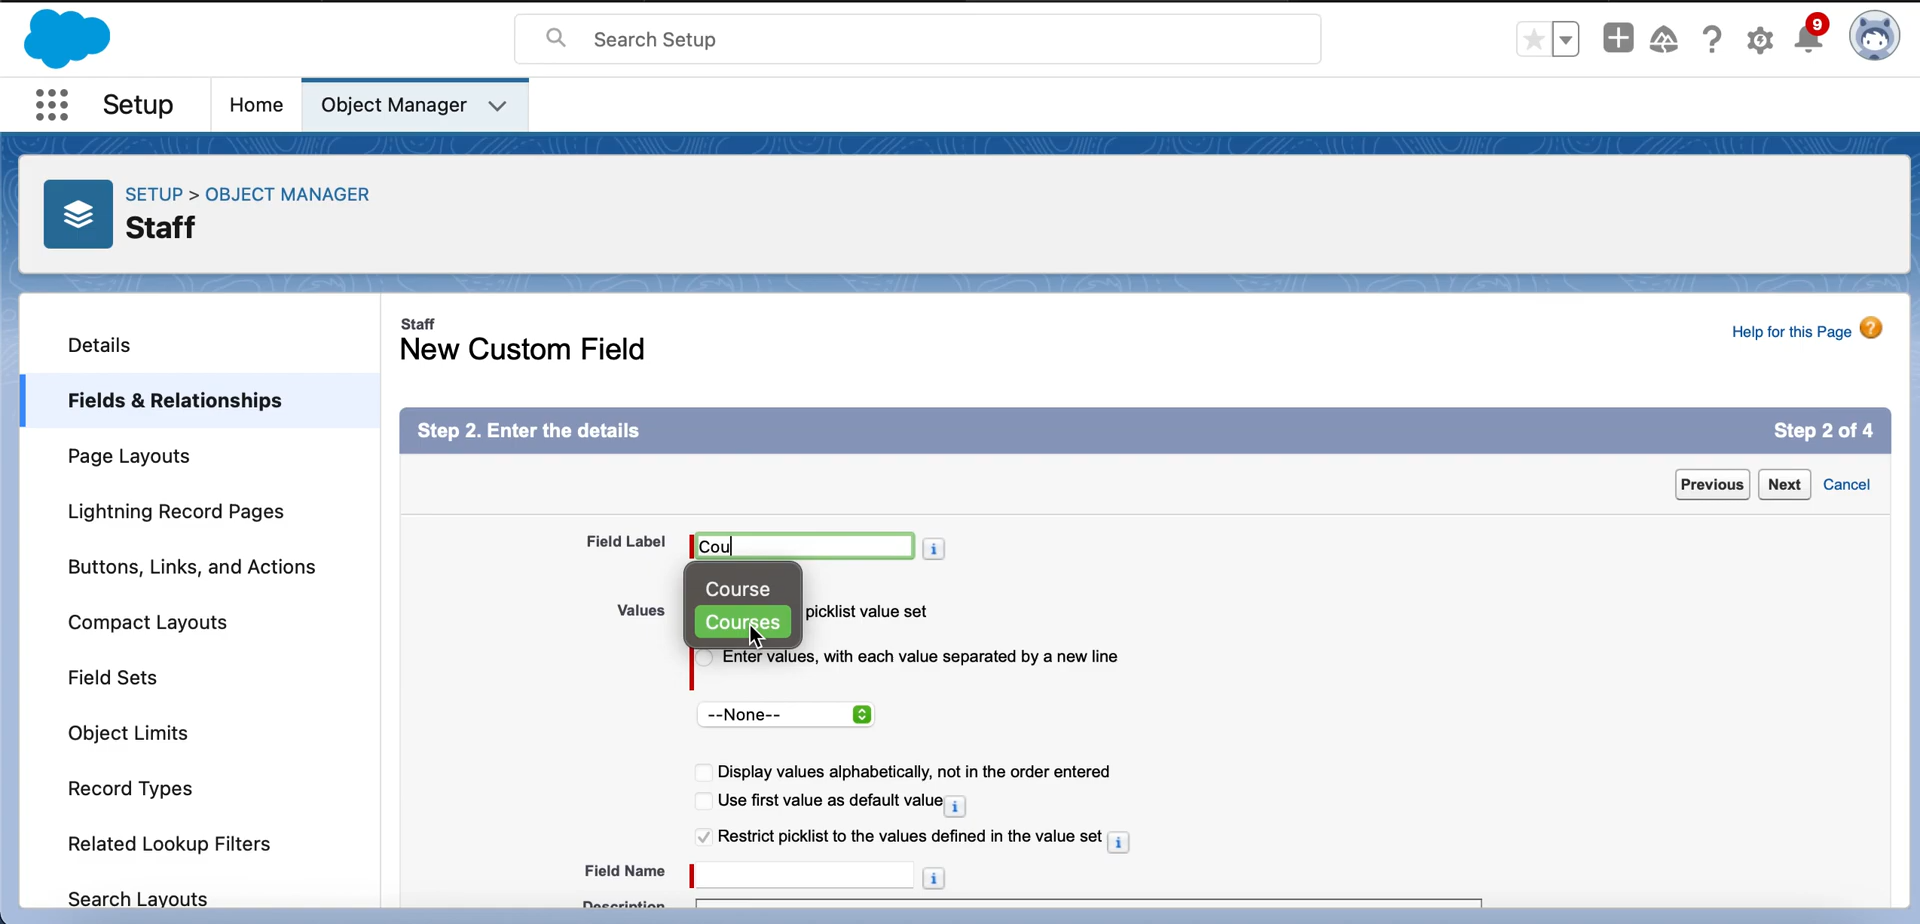 Search Setup
9
Setup
Home
Object Manager
SETUP > OBJECT MANAGER
Staff
Details
Fields & Relationships
Page Layouts
Lightning Record Pages
Buttons, Links, and Actions
Compact Layouts
Field Sets
Object Limits
Record Types
Related Lookup Filters
Search Layouts
Staff
New Custom Field
Help for this Page
Step 2. Enter the details
Step 2 of 4
Previous
Next
Cancel
Field Label
Cou
Course
Courses
Values
picklist value set
Enter values, with each value separated by a new line
--None--
Display values alphabetically, not in the order entered
Use first value as default value
Restrict picklist to the values defined in the value set
Field Name
Description